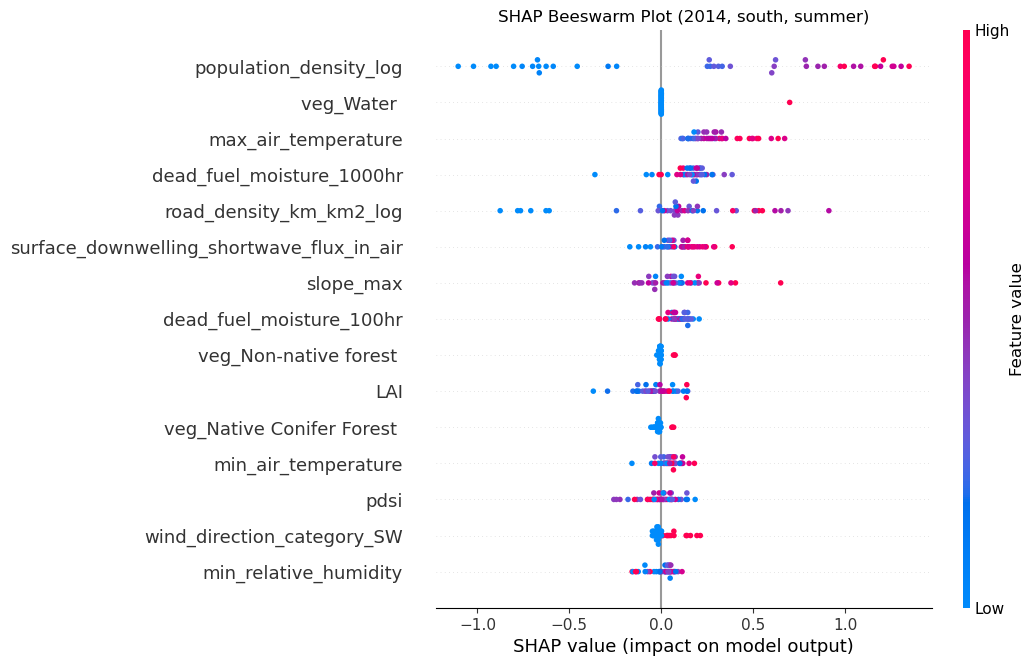 SHAP Beeswarm Plot (2014, south, summer)
High
population_density_log
veg_Water
max_air_temperature
dead_fuel_moisture_1000hr
road_density_km_km2_log
surface_downwelling_shortwave_flux_in_air
slope_max
dead_fuel_moisture_100hr
veg_Non-native forest
LAI
veg_Native Conifer Forest
min_air_temperature
pdsi
wind_direction_category_SW
min_relative_humidity
Feature value
Low
−1.0 −0.5 0.0 0.5 1.0
SHAP value (impact on model output)